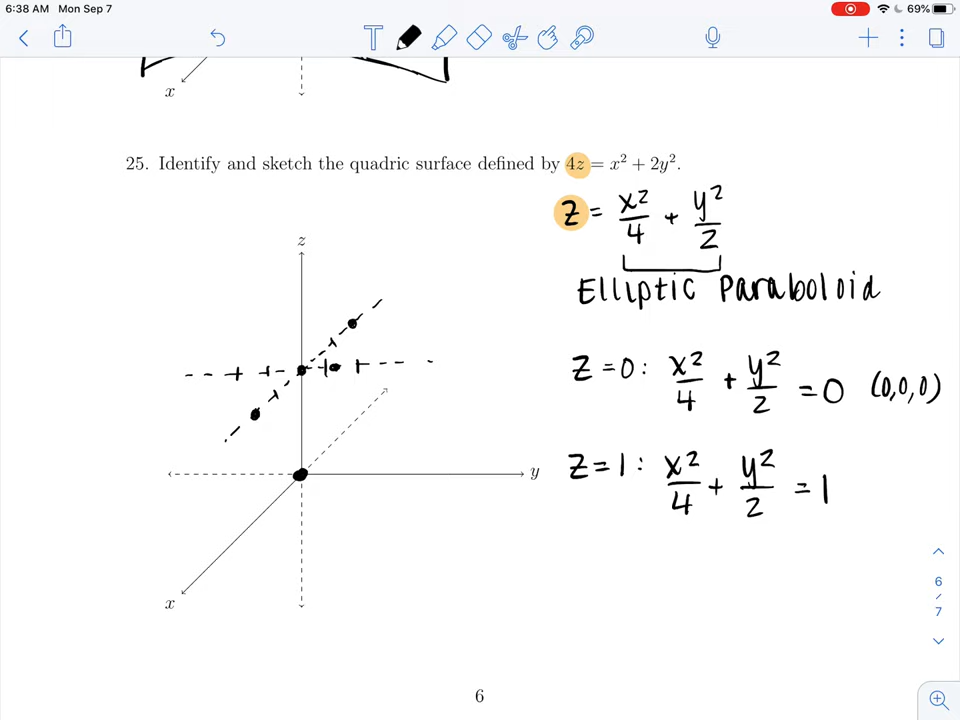 6:38 AM Mon Sep 7
69%
x
25. Identify and sketch the quadric surface defined by 4z = x² + 2y².
z = x²/4 + y²/2
Elliptic Paraboloid
z
z = 0 : x²/4 + y²/2 = 0 (0,0,0)
z = 1 : x²/4 + y²/2 = 1
y
x
6
/
7
6